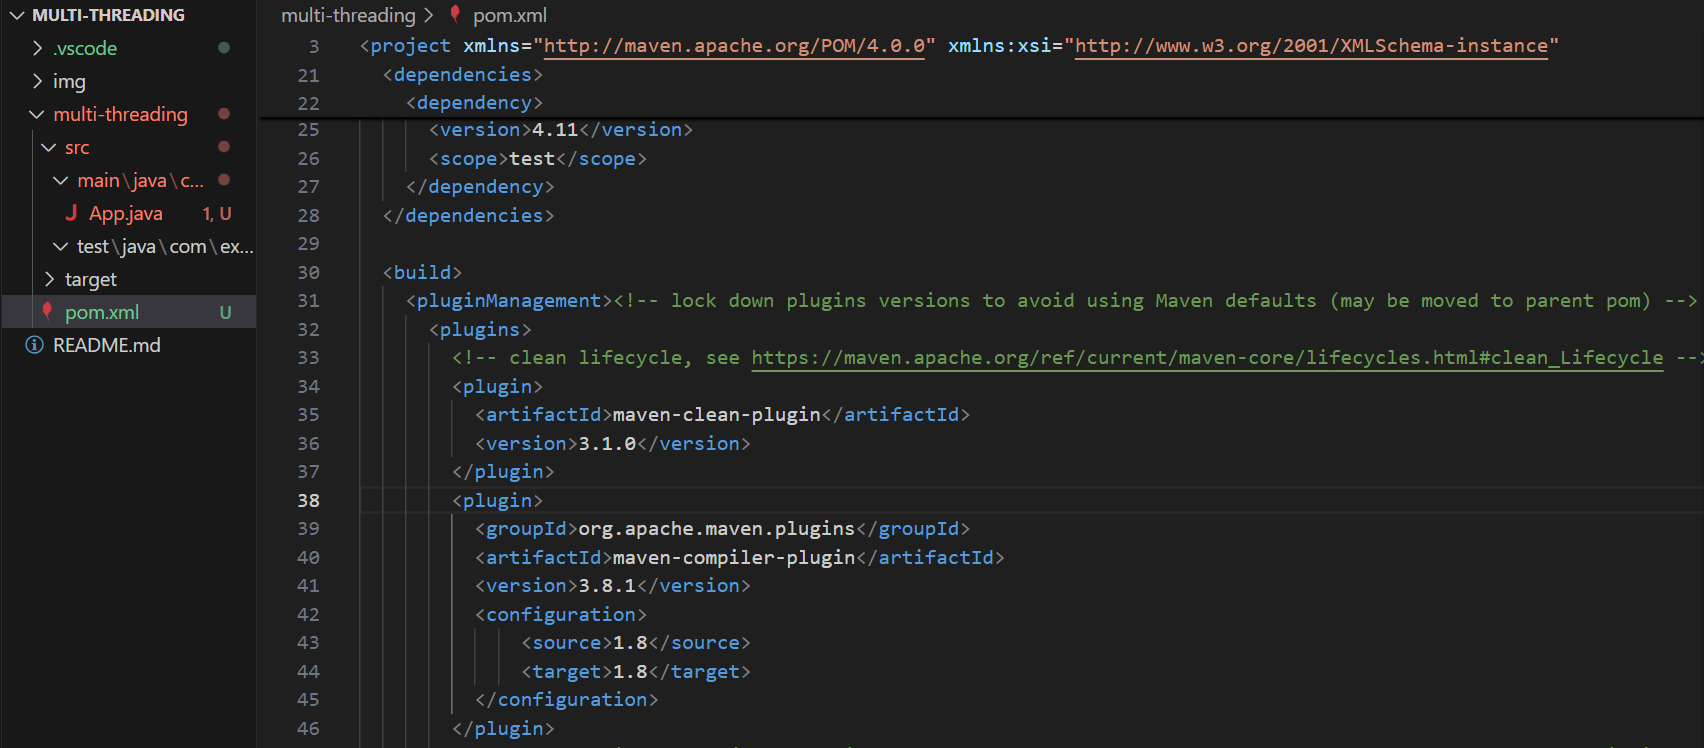 MULTI-THREADING
.vscode
img
multi-threading
src
main\java\c...
App.java 1, U
test\java\com\ex...
target
pom.xml U
README.md
multi-threading > pom.xml
3 <project xmlns="http://maven.apache.org/POM/4.0.0" xmlns:xsi="http://www.w3.org/2001/XMLSchema-instance"
21 <dependencies>
22 <dependency>
25 <version>4.11</version>
26 <scope>test</scope>
27 </dependency>
28 </dependencies>
29
30 <build>
31 <pluginManagement><!-- lock down plugins versions to avoid using Maven defaults (may be moved to parent pom) -->
32 <plugins>
33 <!-- clean lifecycle, see https://maven.apache.org/ref/current/maven-core/lifecycles.html#clean_Lifecycle -->
34 <plugin>
35 <artifactId>maven-clean-plugin</artifactId>
36 <version>3.1.0</version>
37 </plugin>
38 <plugin>
39 <groupId>org.apache.maven.plugins</groupId>
40 <artifactId>maven-compiler-plugin</artifactId>
41 <version>3.8.1</version>
42 <configuration>
43 <source>1.8</source>
44 <target>1.8</target>
45 </configuration>
46 </plugin>